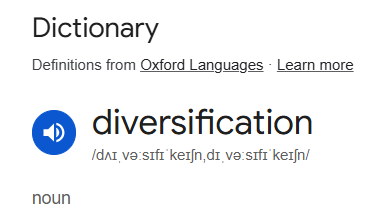 Dictionary
Definitions from Oxford Languages · Learn more
diversification
/dʌɪˌvəːsɪfɪˈkeɪʃn,dɪˌvəːsɪfɪˈkeɪʃn/
noun